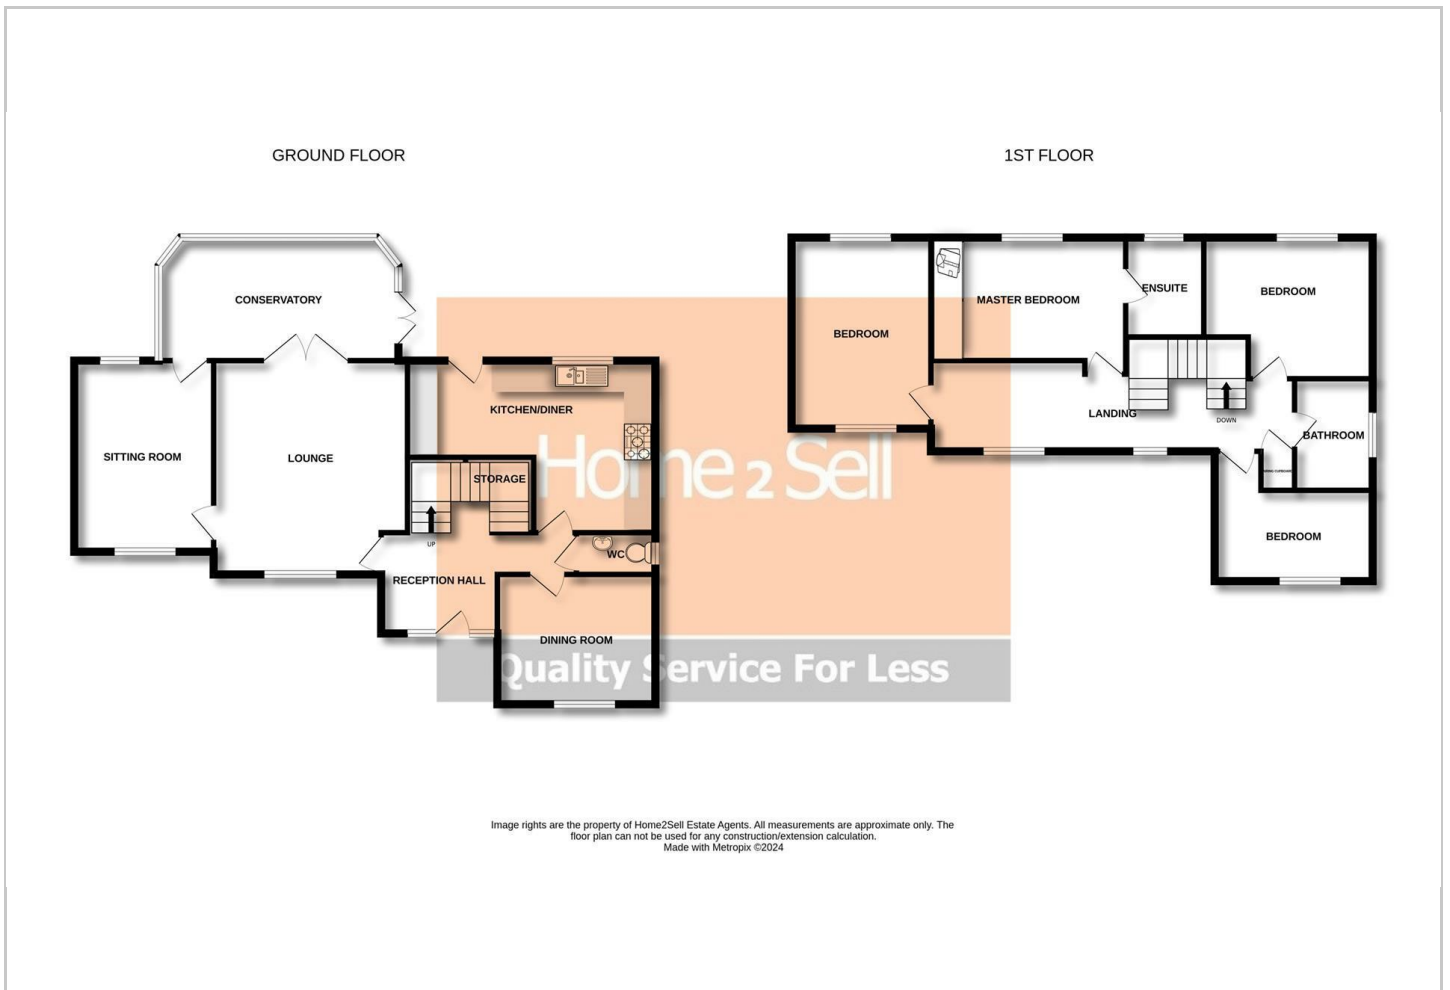 GROUND FLOOR
1ST FLOOR
CONSERVATORY
SITTING ROOM
LOUNGE
KITCHEN/DINER
STORAGE
UP
WC
RECEPTION HALL
DINING ROOM
BEDROOM
MASTER BEDROOM
ENSUITE
BEDROOM
LANDING
DOWN
BATHROOM
BEDROOM
Home 2 Sell
Quality Service For Less
Image rights are the property of Home2Sell Estate Agents. All measurements are approximate only. The
floor plan can not be used for any construction/extension calculation.
Made with Metropix ©2024